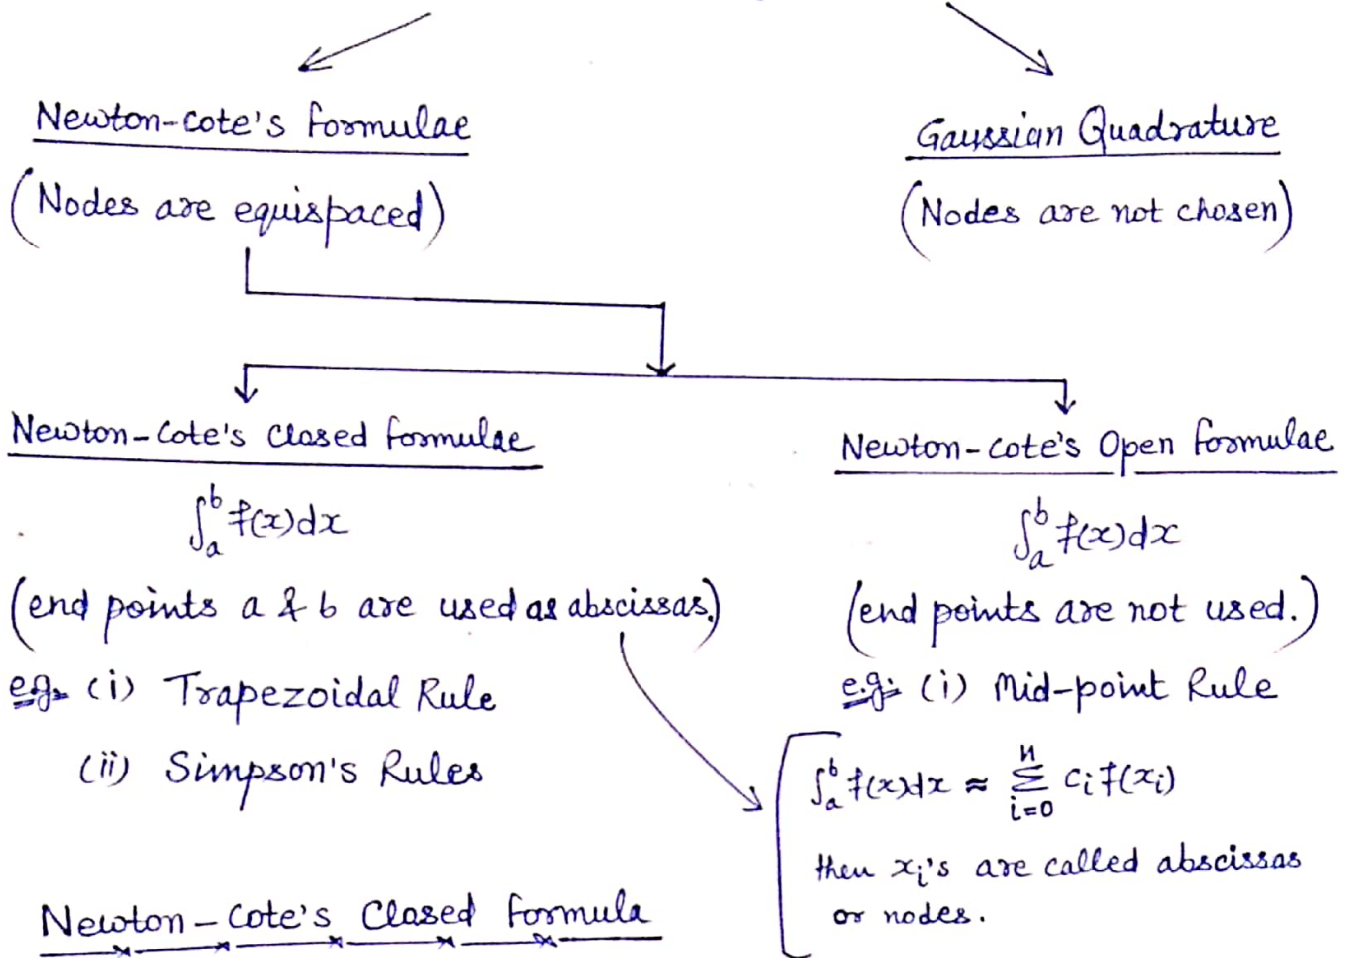 Newton-Cote's formulae
Gaussian Quadrature
(Nodes are equispaced)
(Nodes are not chosen)
Newton-Cote's Closed formulae
Newton-Cote's Open formulae
∫_a^b f(x)dx
∫_a^b f(x)dx
(end points a & b are used as abscissas.)
(end points are not used.)
eg. (i) Trapezoidal Rule
e.g. (i) Mid-point Rule
(ii) Simpson's Rules
∫_a^b f(x)dx ≈ Σ_{i=0}^n c_i f(x_i)
then x_i's are called abscissas
or nodes.
Newton-Cote's Closed formula